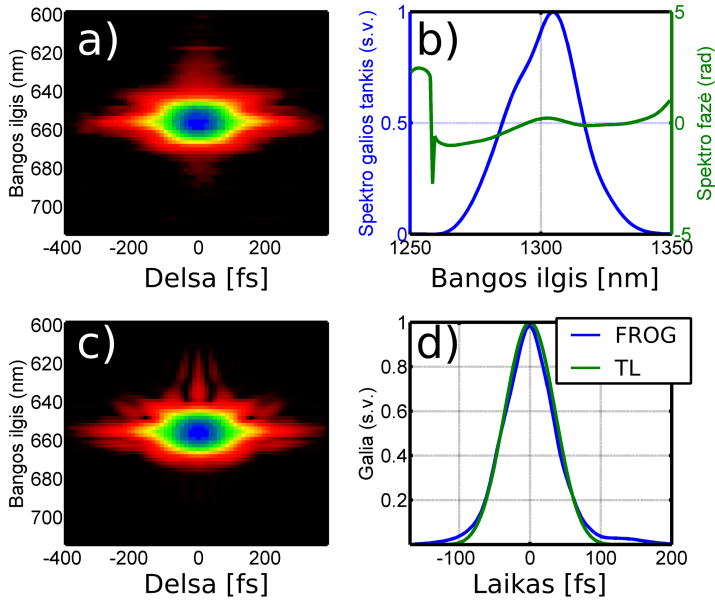 a)
Bangos ilgis (nm)
600
620
640
660
680
700
-400
-200
0
200
Delsa [fs]
b)
Spektro galios tankis (s.v.)
1
0.5
0
5
0
-5
Spektro fazė (rad)
1250
1300
1350
Bangos ilgis [nm]
c)
Bangos ilgis (nm)
600
620
640
660
680
700
-400
-200
0
200
Delsa [fs]
d)
FROG
TL
Galia (s.v.)
1
0.8
0.6
0.4
0.2
-100
0
100
200
Laikas [fs]